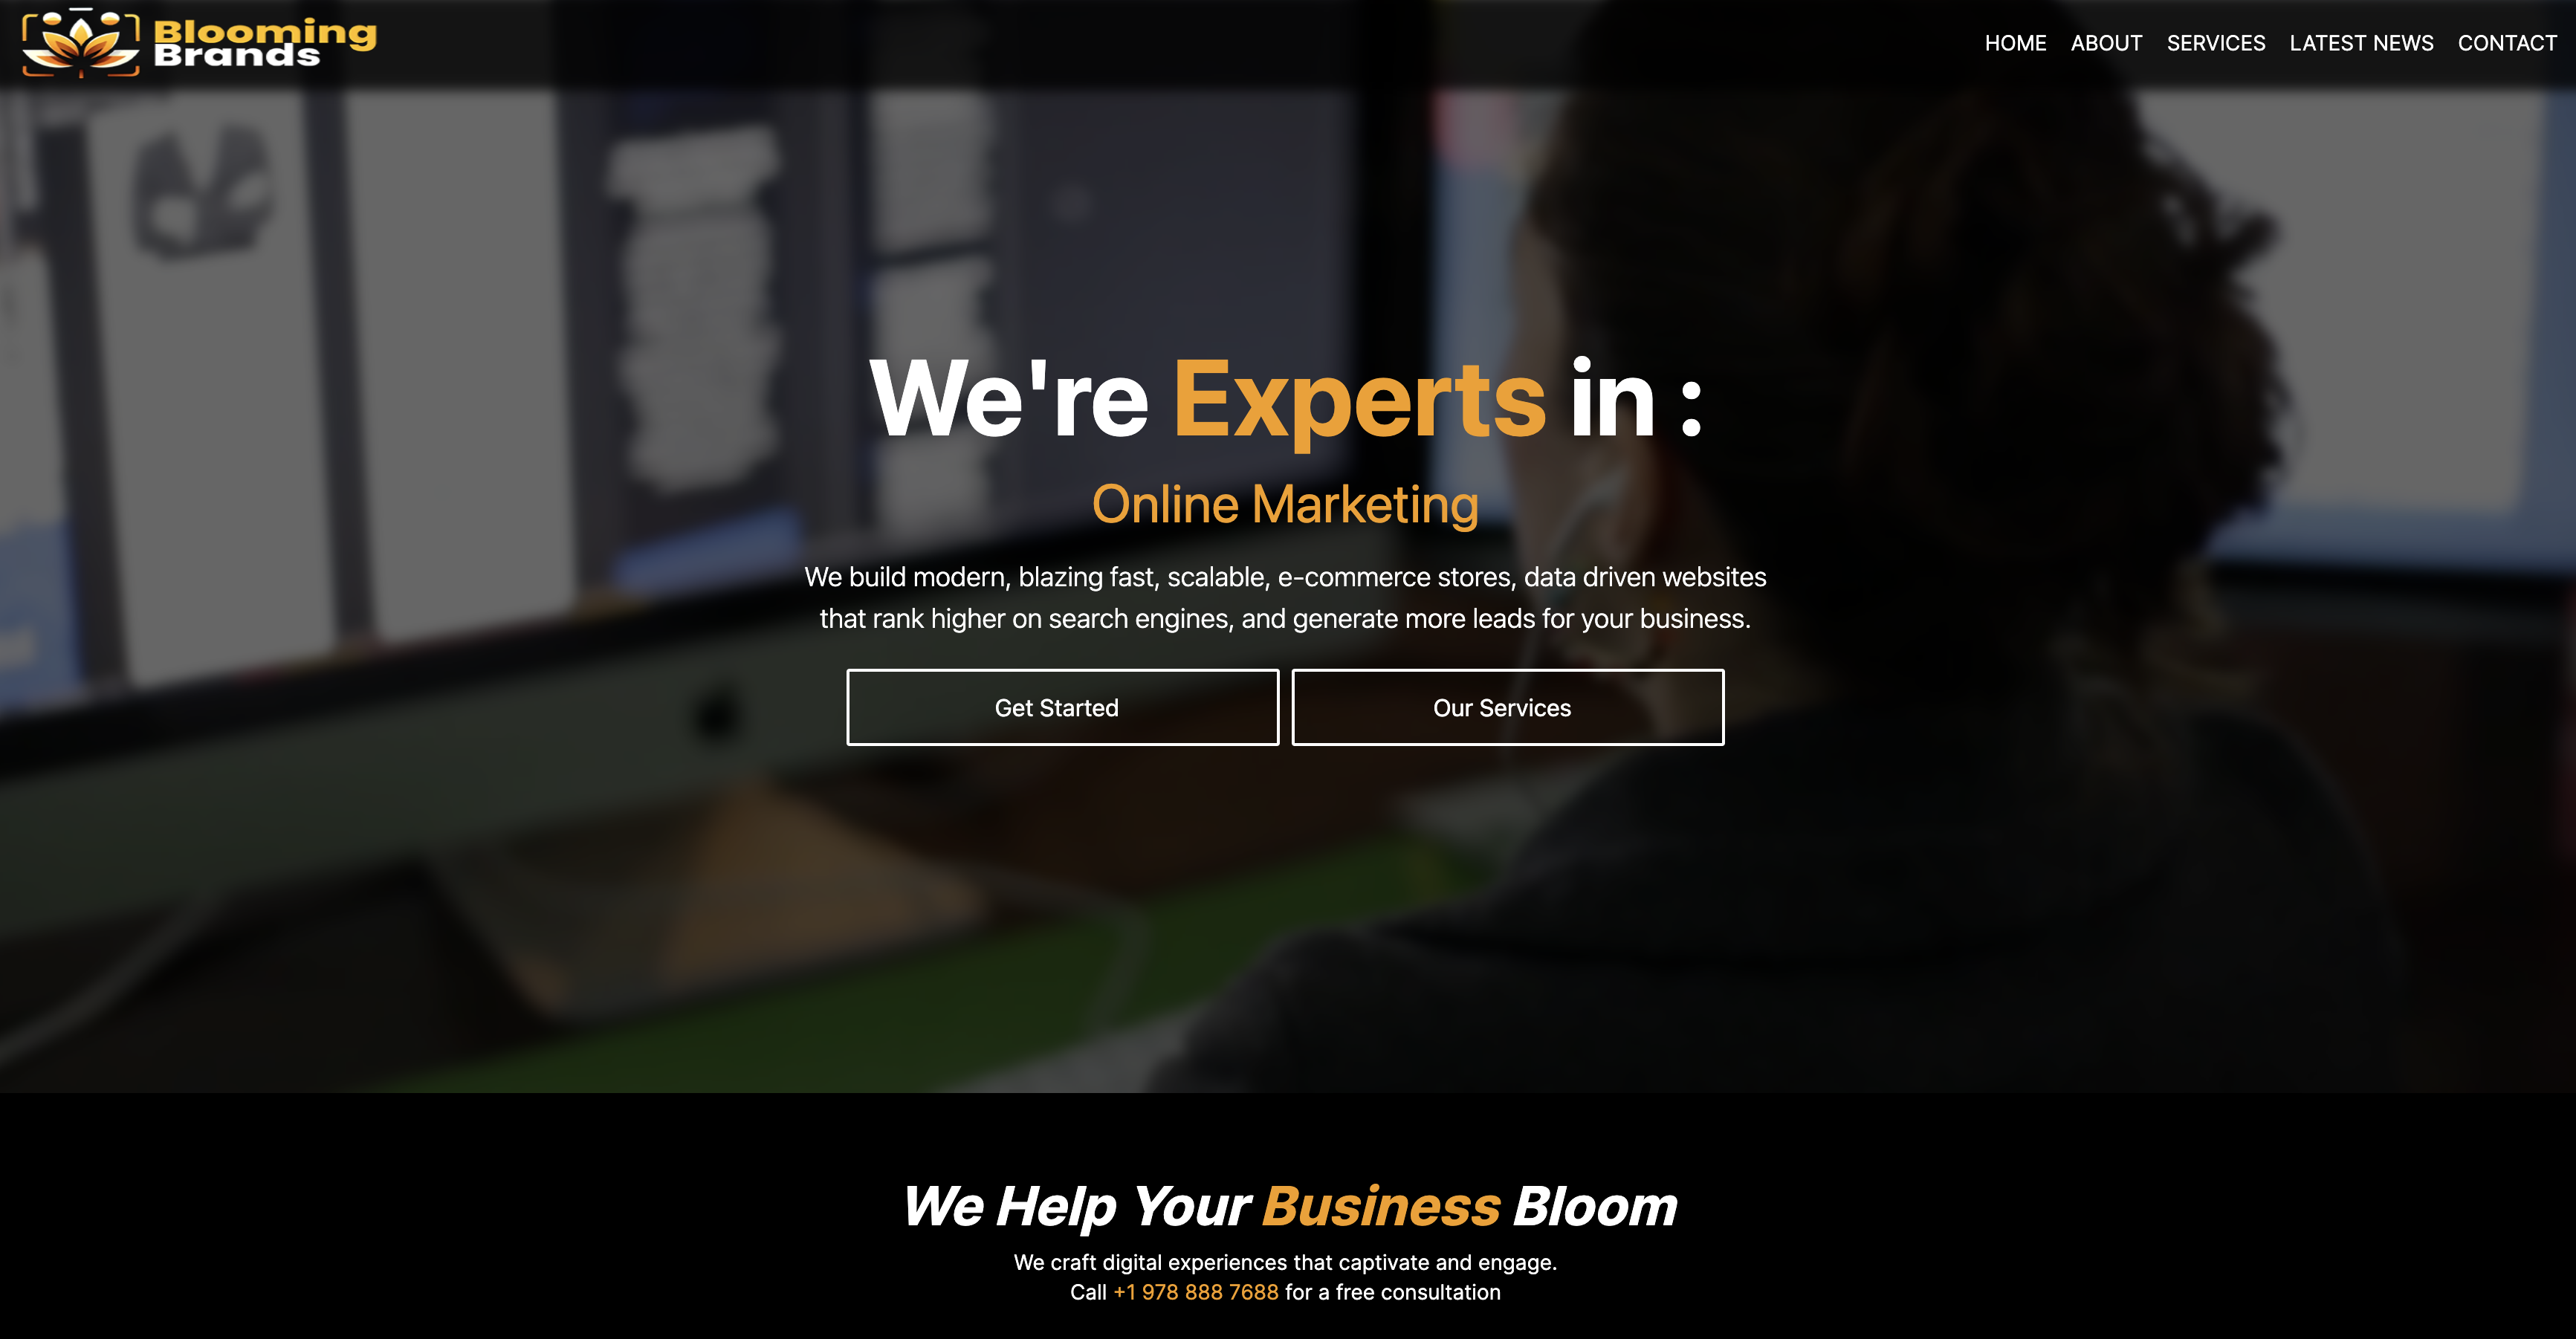 Blooming
Brands
HOME ABOUT SERVICES LATEST NEWS CONTACT
We're Experts in :
Online Marketing
We build modern, blazing fast, scalable, e-commerce stores, data driven websites
that rank higher on search engines, and generate more leads for your business.
Get Started
Our Services
We Help Your Business Bloom
We craft digital experiences that captivate and engage.
Call +1 978 888 7688 for a free consultation